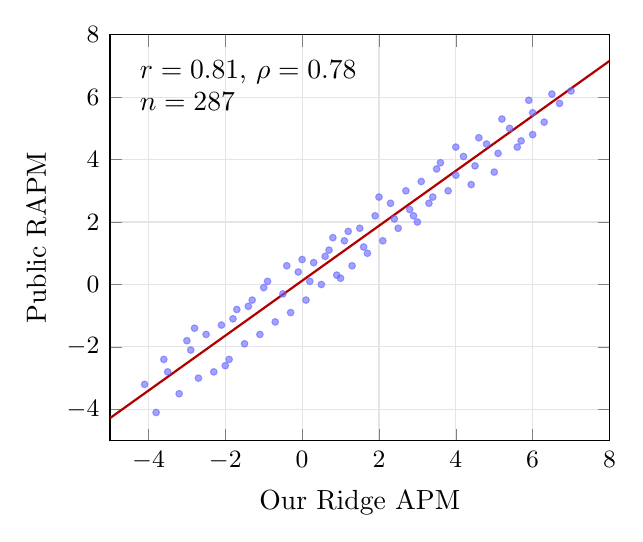 r = 0.81, ρ = 0.78
n = 287
8
6
4
2
0
−2
−4
Public RAPM
−4 −2 0 2 4 6 8
Our Ridge APM